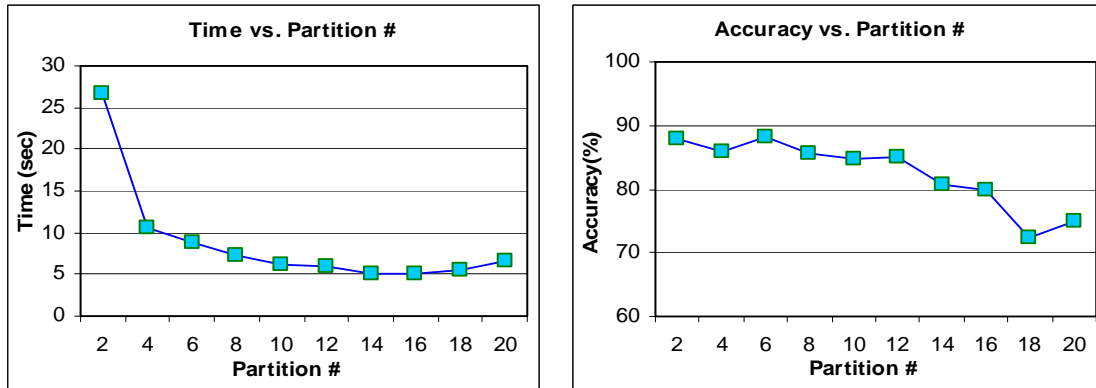 Time vs. Partition #
30
25
20
15
10
5
0
Time (sec)
2 4 6 8 10 12 14 16 18 20
Partition #
Accuracy vs. Partition #
100
90
80
70
60
Accuracy(%)
2 4 6 8 10 12 14 16 18 20
Partition #